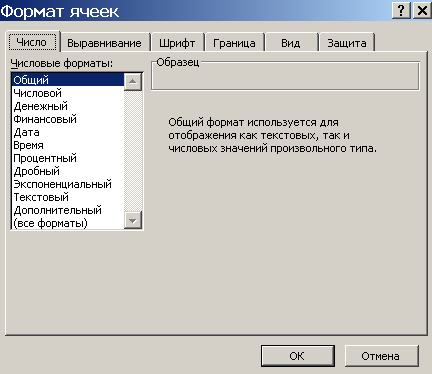 Формат ячеек
Число Выравнивание Шрифт Граница Вид Защита
Числовые форматы:
Общий
Числовой
Денежный
Финансовый
Дата
Время
Процентный
Дробный
Экспоненциальный
Текстовый
Дополнительный
(все форматы)
Образец
Общий формат используется для
отображения как текстовых, так и
числовых значений произвольного типа.
ОК Отмена